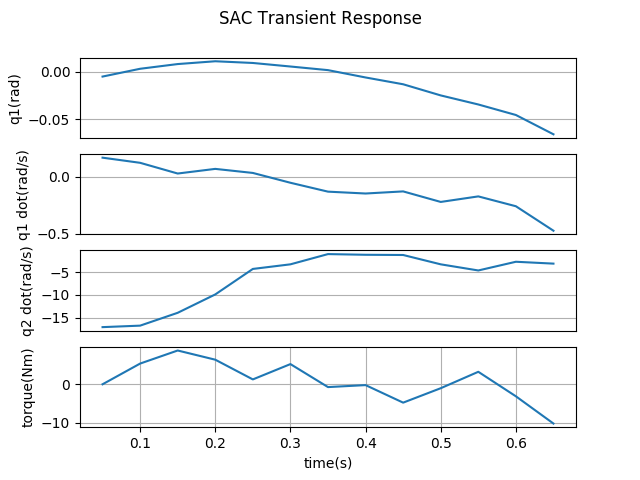 SAC Transient Response
q1(rad)
0.00
−0.05
q1 dot(rad/s)
0.0
−0.5
q2 dot(rad/s)
−5
−10
−15
torque(Nm)
0
−10
0.1 0.2 0.3 0.4 0.5 0.6
time(s)